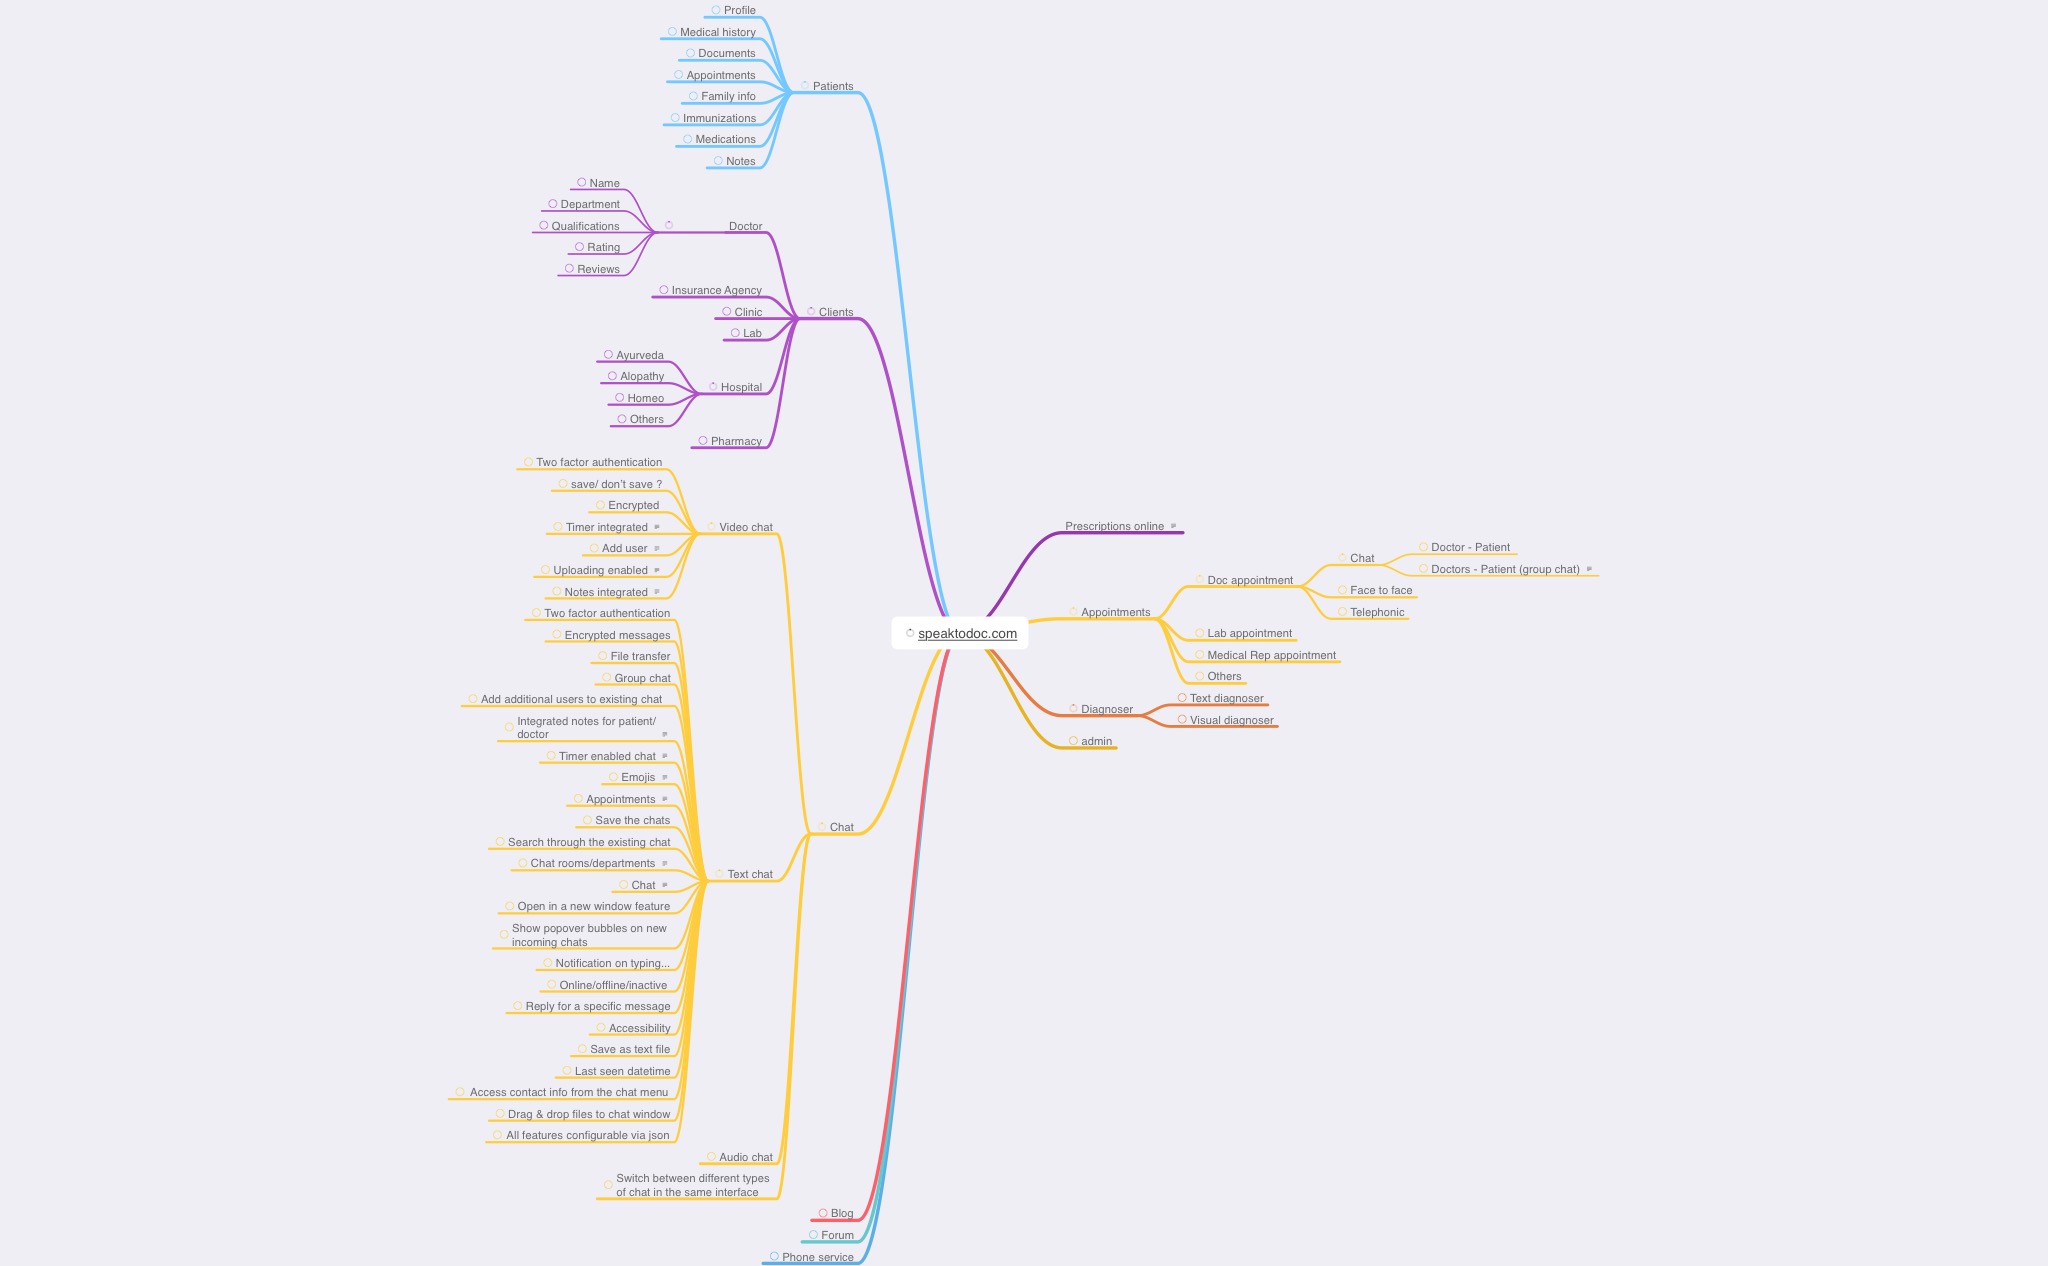 Profile
Medical history
Documents
Appointments
Patients
Family info
Immunizations
Medications
Notes
Name
Department
Qualifications
Doctor
Rating
Reviews
Insurance Agency
Clinic
Clients
Lab
Ayurveda
Alopathy
Hospital
Homeo
Others
Pharmacy
Two factor authentication
save/ don't save ?
Encrypted
Timer integrated
Video chat
Add user
Uploading enabled
Notes integrated
Two factor authentication
Encrypted messages
File transfer
Group chat
Add additional users to existing chat
Integrated notes for patient/
doctor
Timer enabled chat
Emojis
Appointments
Save the chats
Chat
Search through the existing chat
Chat rooms/departments
Text chat
Chat
Open in a new window feature
Show popover bubbles on new
incoming chats
Notification on typing...
Online/offline/inactive
Reply for a specific message
Accessibility
Save as text file
Last seen datetime
Access contact info from the chat menu
Drag & drop files to chat window
All features configurable via json
Audio chat
Switch between different types
of chat in the same interface
Blog
Forum
Phone service
speaktodoc.com
Prescriptions online
Doctor - Patient
Chat
Doctors - Patient (group chat)
Doc appointment
Face to face
Appointments
Telephonic
Lab appointment
Medical Rep appointment
Others
Text diagnoser
Diagnoser
Visual diagnoser
admin